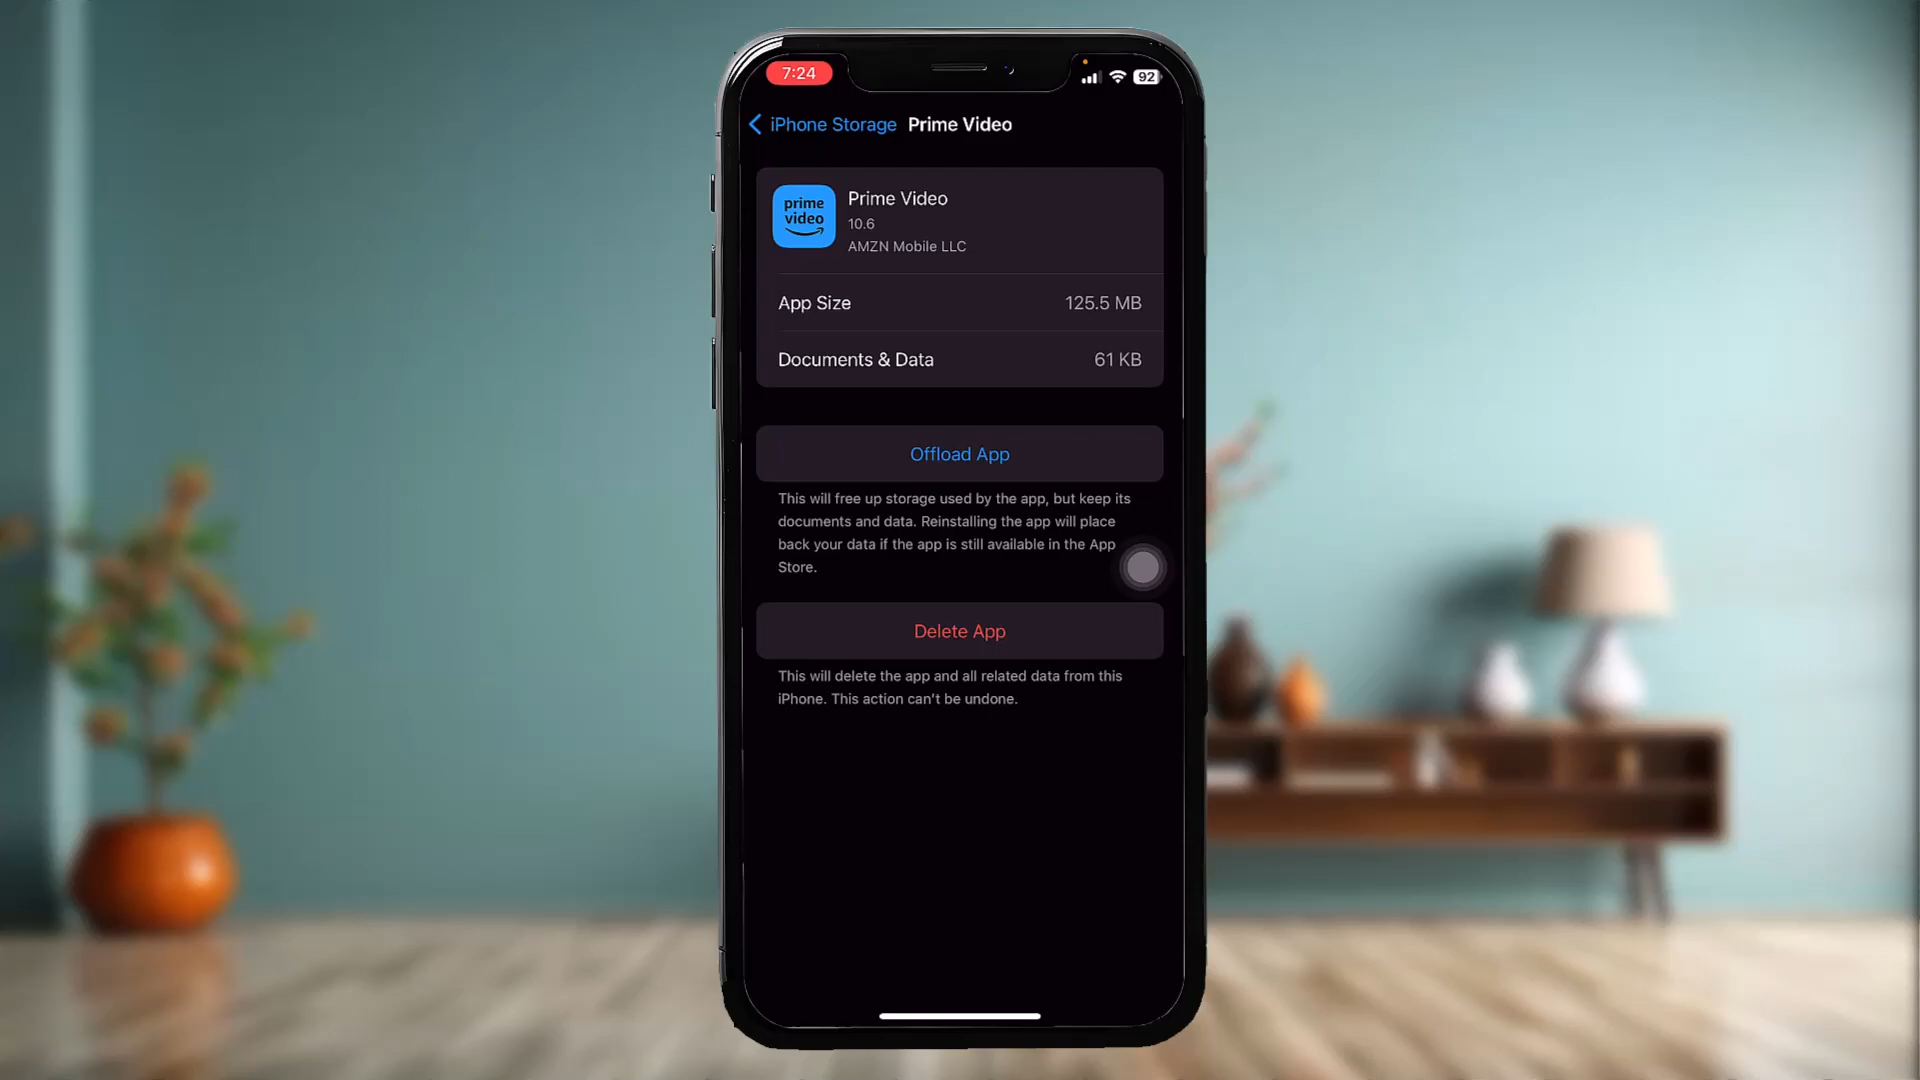 7:24
92
iPhone Storage Prime Video
prime
video
Prime Video
10.6
AMZN Mobile LLC
App Size 125.5 MB
Documents & Data 61 KB
Offload App
This will free up storage used by the app, but keep its
documents and data. Reinstalling the app will place
back your data if the app is still available in the App
Store.
Delete App
This will delete the app and all related data from this
iPhone. This action can't be undone.